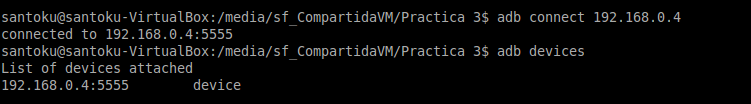 santoku@santoku-VirtualBox:/media/sf_CompartidaVM/Practica 3$ adb connect 192.168.0.4
connected to 192.168.0.4:5555
santoku@santoku-VirtualBox:/media/sf_CompartidaVM/Practica 3$ adb devices
List of devices attached
192.168.0.4:5555	device